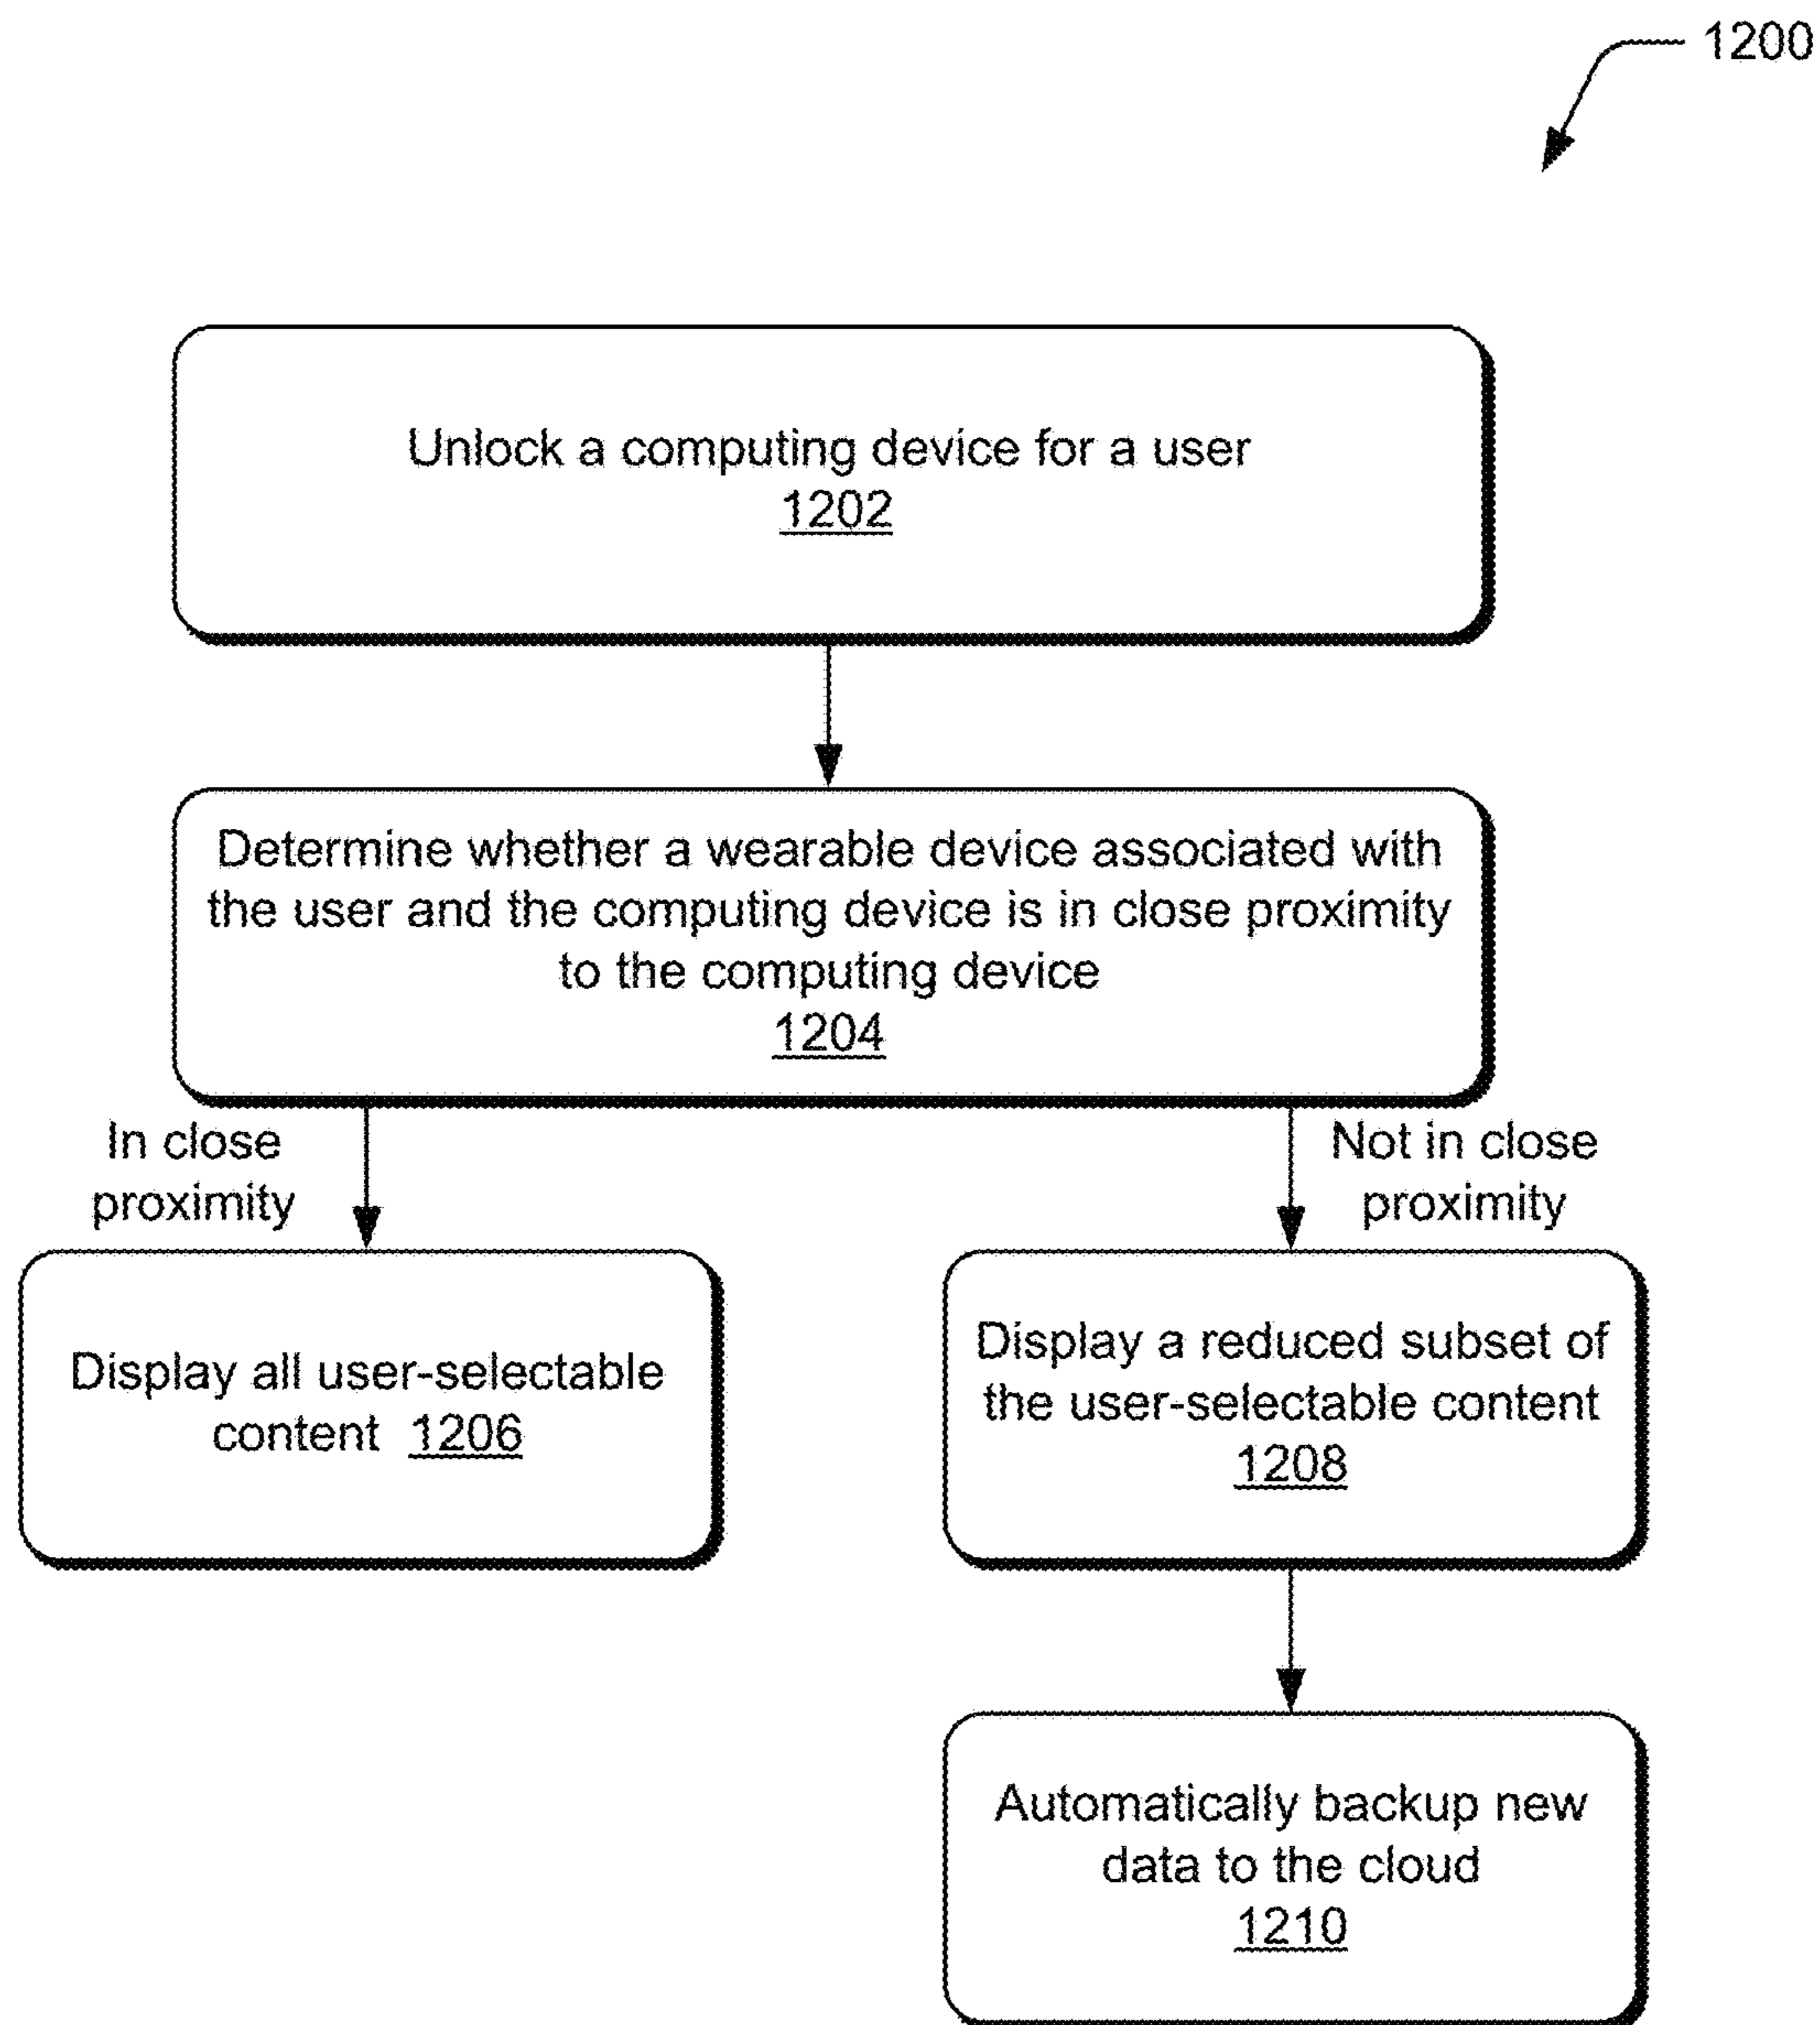 1200
Unlock a computing device for a user
1202
Determine whether a wearable device associated with
the user and the computing device is in close proximity
to the computing device
1204
In close
proximity
Not in close
proximity
Display all user-selectable
content 1206
Display a reduced subset of
the user-selectable content
1208
Automatically backup new
data to the cloud
1210